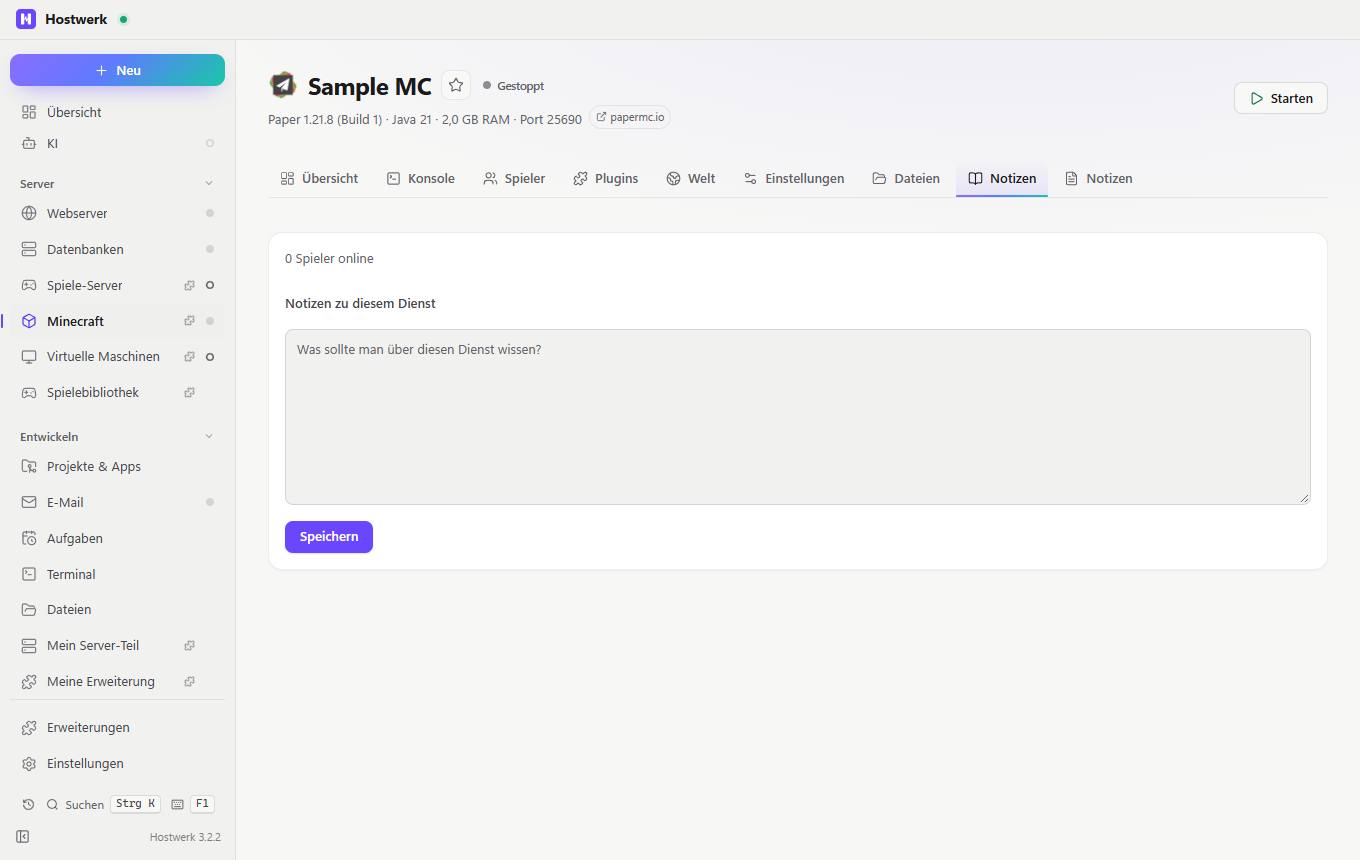 Hostwerk
Neu
Übersicht
KI
Server
Webserver
Datenbanken
Spiele-Server
Minecraft
Virtuelle Maschinen
Spielebibliothek
Entwickeln
Projekte & Apps
E-Mail
Aufgaben
Terminal
Dateien
Mein Server-Teil
Meine Erweiterung
Erweiterungen
Einstellungen
Suchen Strg K F1
Hostwerk 3.2.2
Sample MC Gestoppt
Starten
Paper 1.21.8 (Build 1) · Java 21 · 2,0 GB RAM · Port 25690 papermc.io
Übersicht Konsole Spieler Plugins Welt Einstellungen Dateien Notizen Notizen
0 Spieler online
Notizen zu diesem Dienst
Was sollte man über diesen Dienst wissen?
Speichern